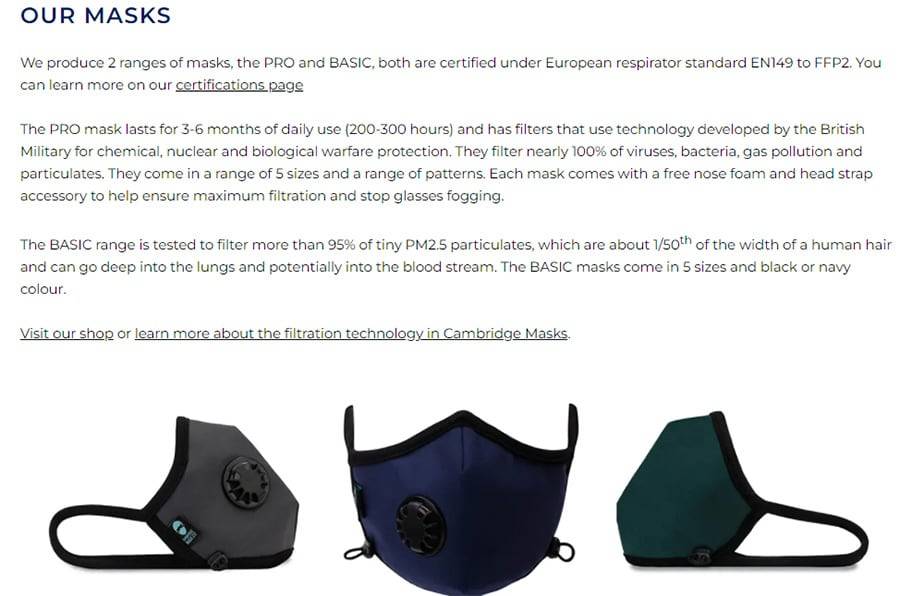 OUR MASKS
We produce 2 ranges of masks, the PRO and BASIC, both are certified under European respirator standard EN149 to FFP2. You
can learn more on our certifications page
The PRO mask lasts for 3-6 months of daily use (200-300 hours) and has filters that use technology developed by the British
Military for chemical, nuclear and biological warfare protection. They filter nearly 100% of viruses, bacteria, gas pollution and
particulates. They come in a range of 5 sizes and a range of patterns. Each mask comes with a free nose foam and head strap
accessory to help ensure maximum filtration and stop glasses fogging.
The BASIC range is tested to filter more than 95% of tiny PM2.5 particulates, which are about 1/50th of the width of a human hair
and can go deep into the lungs and potentially into the blood stream. The BASIC masks come in 5 sizes and black or navy
colour.
Visit our shop or learn more about the filtration technology in Cambridge Masks.